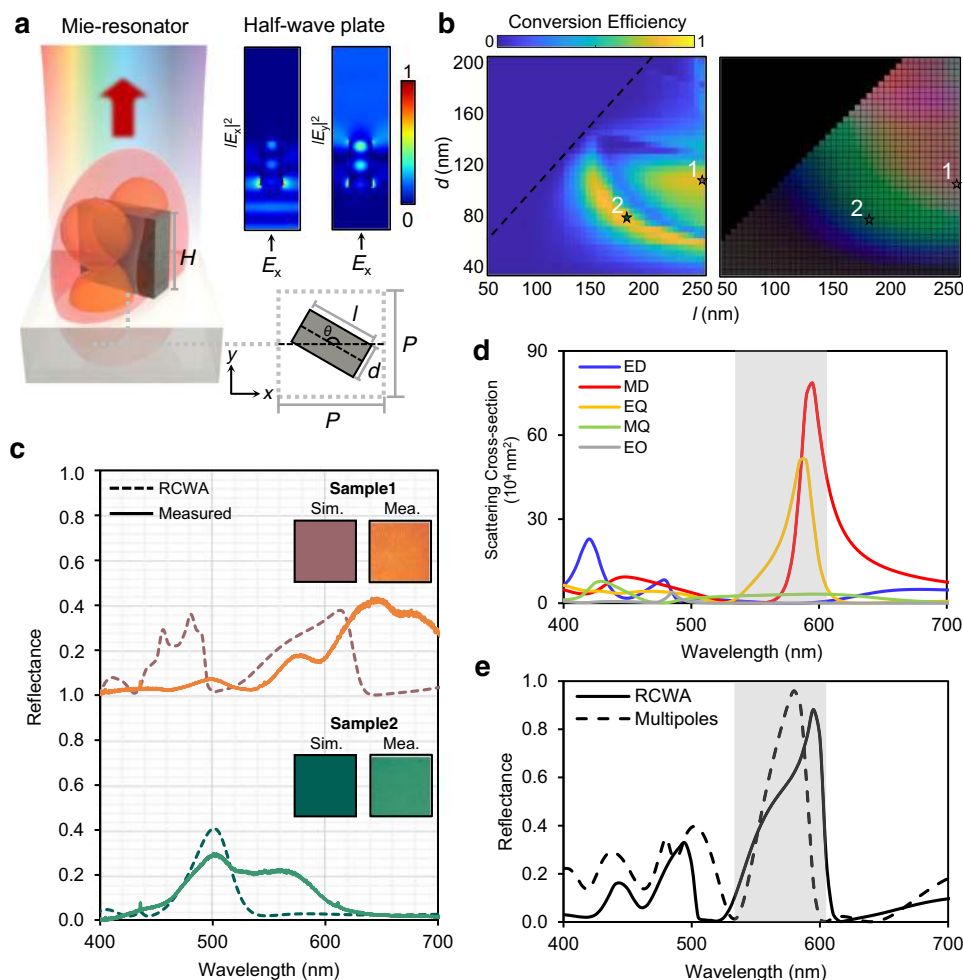 a
Mie-resonator
Half-wave plate
H
|Ex|²
|Ey|²
1
0
Ex
Ex
y
x
l
θ
d
P
P
b
Conversion Efficiency
0
1
d (nm)
200
160
120
80
40
1
2
50
100
150
200
250
1
2
50
100
150
200
250
l (nm)
c
Reflectance
1.0
0.8
0.6
0.4
0.2
1.0
0.8
0.6
0.4
0.2
0.0
RCWA
Measured
Sample1
Sim.
Mea.
Sample2
Sim.
Mea.
400
500
600
700
Wavelength (nm)
d
Scattering Cross-section
(10⁴ nm²)
90
60
30
0
ED
MD
EQ
MQ
EO
400
500
600
700
Wavelength (nm)
e
Reflectance
1.0
0.8
0.6
0.4
0.2
0.0
RCWA
Multipoles
400
500
600
700
Wavelength (nm)